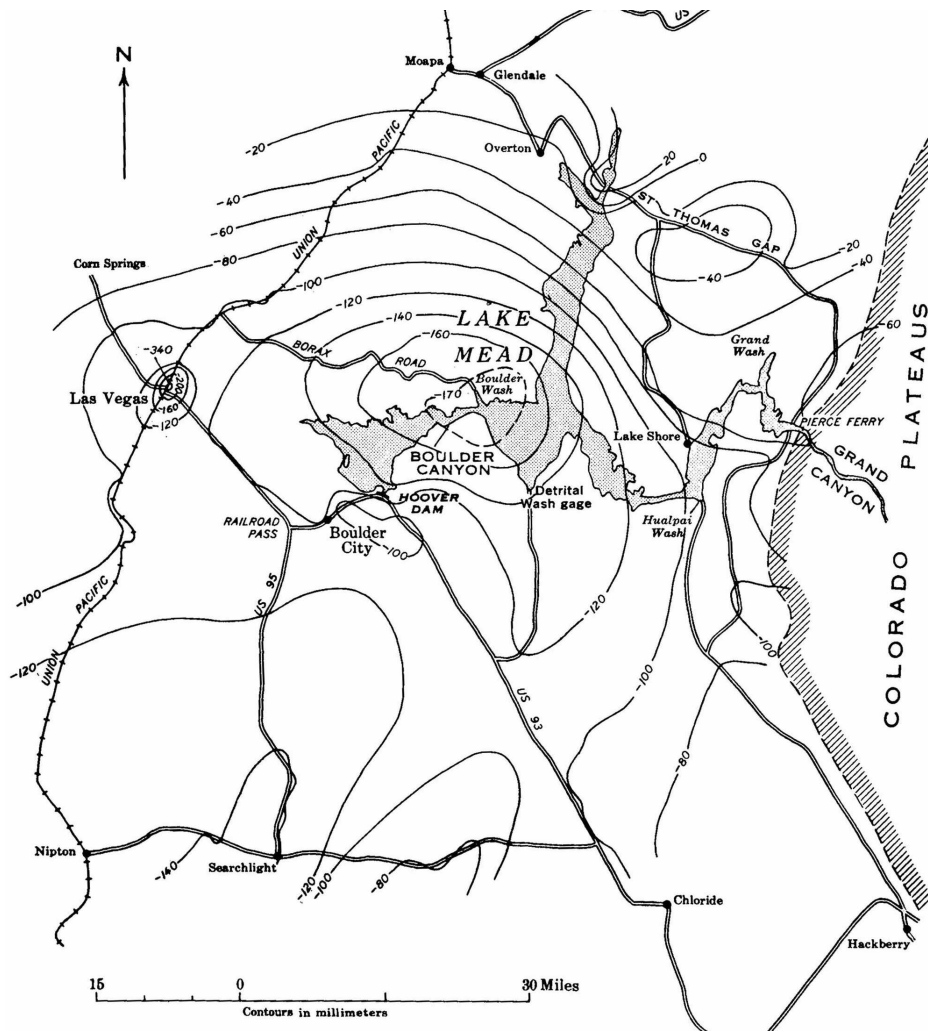 N
US
Moapa
Glendale
PACIFIC
-20
Overton
20
0
-40
ST. THOMAS GAP
-60
UNION
-80
-20
-40
Corn Springs
-100
-40
-120
-140
LAKE
-60
-160
Grand
Wash
-340
BORAX ROAD
MEAD
-200
Boulder
Wash
Las Vegas
-170
-160
-120
PIERCE FERRY
Lake Shore
BOULDER
CANYON
GRAND CANYON
COLORADO PLATEAUS
HOOVER
DAM
Detrital
Wash gage
RAILROAD
PASS
Hualpai
Wash
Boulder
City
-100
-100
PACIFIC
US 95
-120
-120
UNION
-100
-100
US 93
-80
Nipton
-140
Searchlight
-120
-100
-80
Chloride
Hackberry
15 0 30 Miles
Contours in millimeters